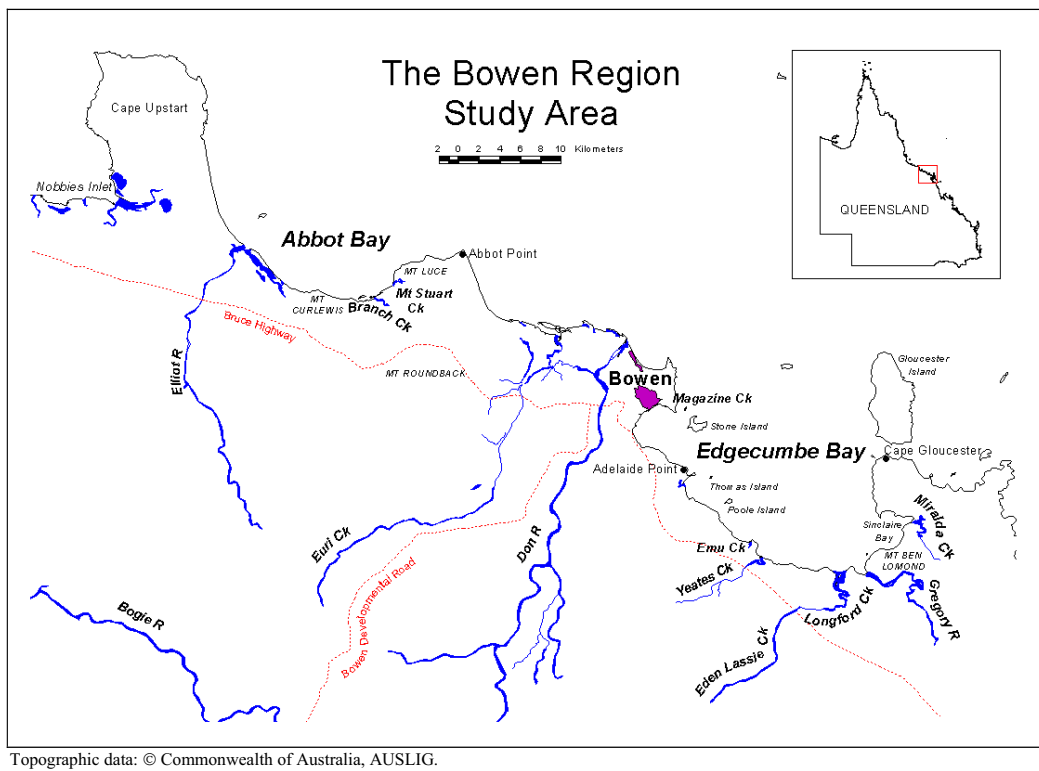 The Bowen Region
Study Area
2 0 2 4 6 8 10 Kilometers
Cape Upstart
Nobbies Inlet
QUEENSLAND
Abbot Bay
Abbot Point
MT LUCE
Mt Stuart
Ck
MT
CURLEWIS
Branch Ck
Bruce Highway
Elliot R
MT ROUNDBACK
Bowen
Magazine Ck
Gloucester
Island
Stone Island
Edgecumbe Bay
Cape Gloucester
Adelaide Point
Thomas Island
Poole Island
Sinclaire
Bay
Miralda Ck
MT BEN
LOMOND
Emu Ck
Yeates Ck
Euri Ck
Don R
Bowen Developmental Road
Longford Ck
Gregory R
Eden Lassie Ck
Bogie R
Topographic data: © Commonwealth of Australia, AUSLIG.